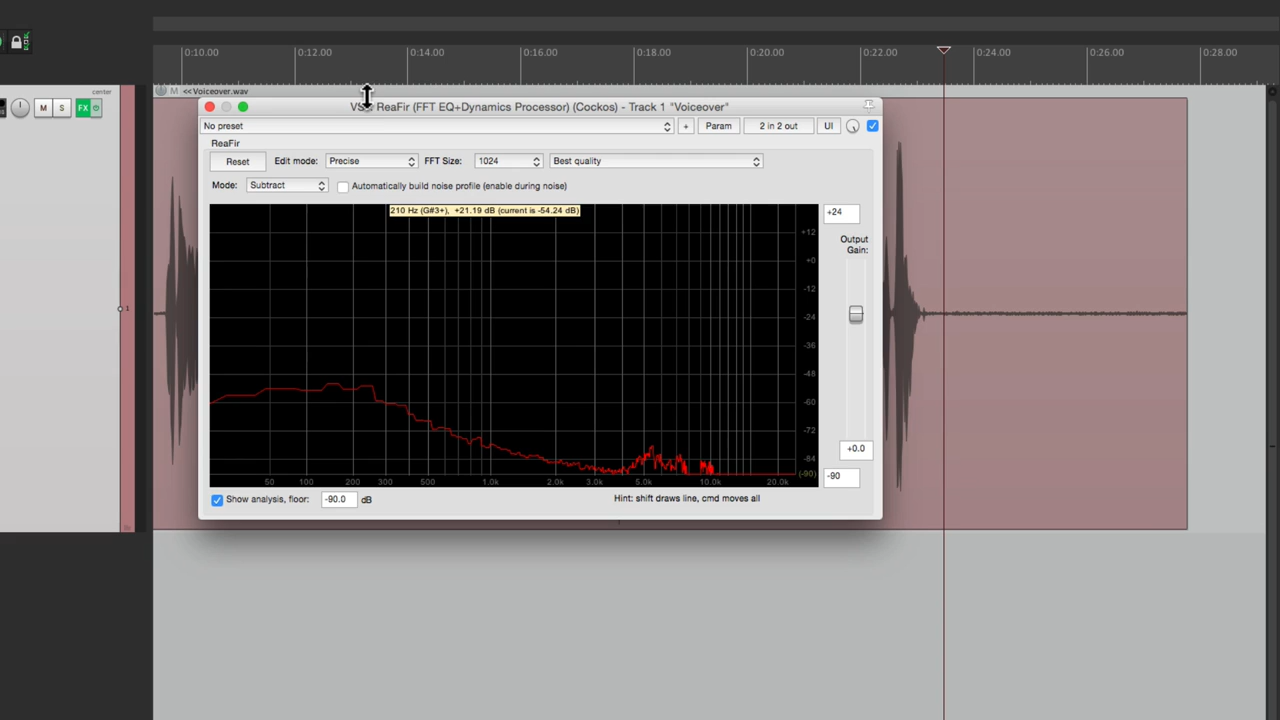 0:10.00 0:12.00 0:14.00 0:16.00 0:18.00 0:20.00 0:22.00 0:24.00 0:26.00 0:28.00
center
M <<Voiceover.wav
M S FX
ReaFir (FFT EQ+Dynamics Processor) (Cockos) - Track 1 "Voiceover"
No preset + Param 2 in 2 out UI
ReaFir
Reset Edit mode: Precise FFT Size: 1024 Best quality
Mode: Subtract Automatically build noise profile (enable during noise)
210 Hz (G#3+), +21.19 dB (current is -54.24 dB)
+24
+12
Output
Gain:
+0
-12
1
-24
-36
-48
-60
-72
+0.0
-84
(-90)
-90
50 100 200 300 500 1.0k 2.0k 3.0k 5.0k 10.0k 20.0k
Show analysis, floor: -90.0 dB Hint: shift draws line, cmd moves all